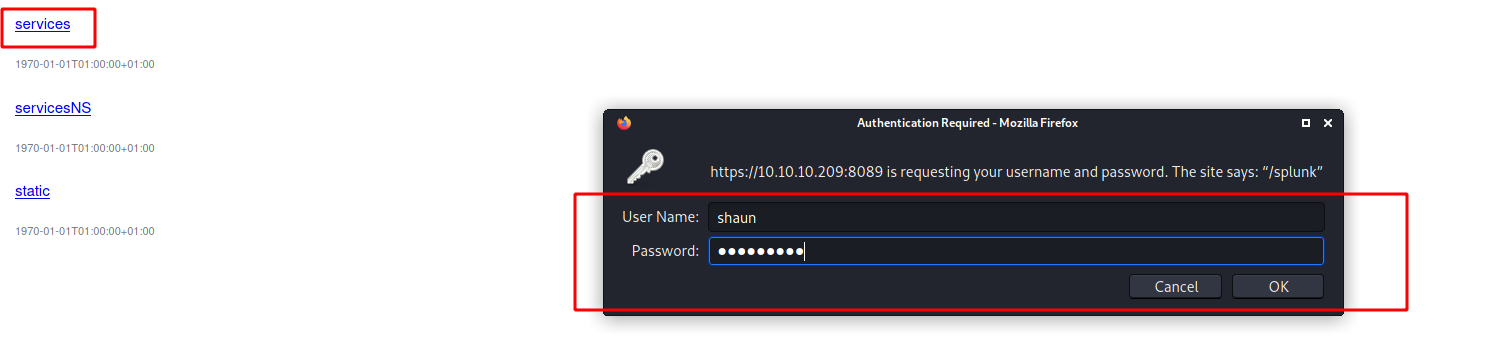 services
1970-01-01T01:00:00+01:00
servicesNS
1970-01-01T01:00:00+01:00
static
1970-01-01T01:00:00+01:00
Authentication Required - Mozilla Firefox
https://10.10.10.209:8089 is requesting your username and password. The site says: “/splunk”
User Name: shaun
Password: ●●●●●●●●●
Cancel OK